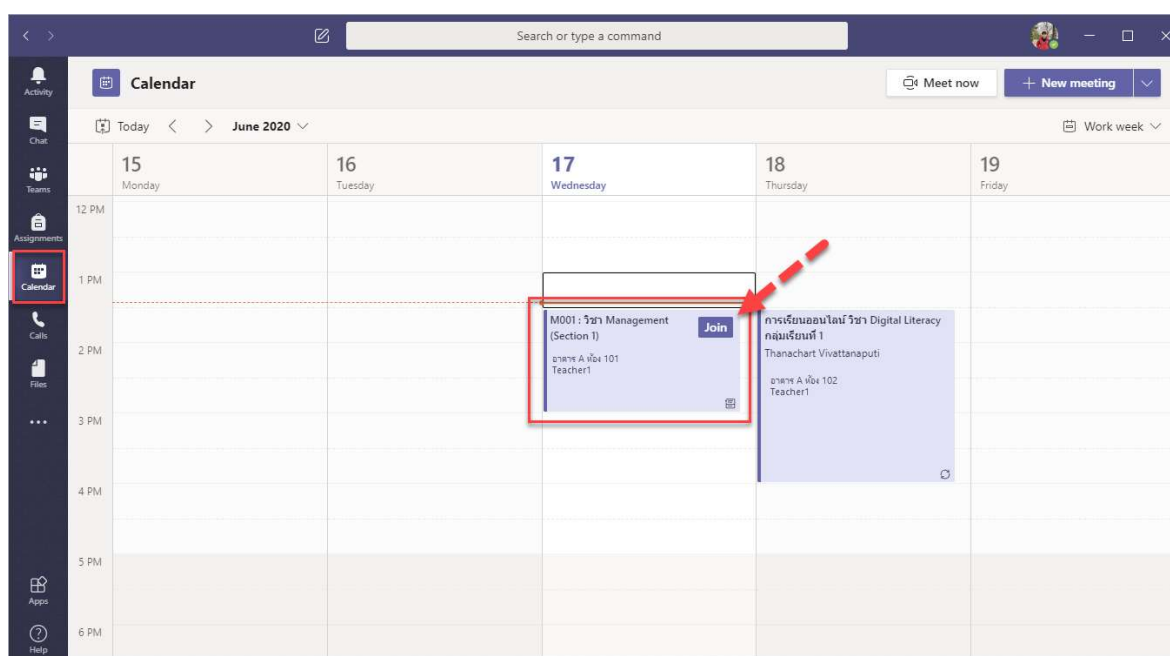 Search or type a command
Activity
Chat
Teams
Assignments
Calendar
Calls
Files
Apps
Help
Calendar
Meet now
New meeting
Today
June 2020
Work week
15
Monday
16
Tuesday
17
Wednesday
18
Thursday
19
Friday
12 PM
1 PM
2 PM
3 PM
4 PM
5 PM
6 PM
M001 : วิชา Management
(Section 1)
Join
อาคาร A ห้อง 101
Teacher1
การเรียนออนไลน์ วิชา Digital Literacy
กลุ่มเรียนที่ 1
Thanachart Vivattanaputi
อาคาร A ห้อง 102
Teacher1